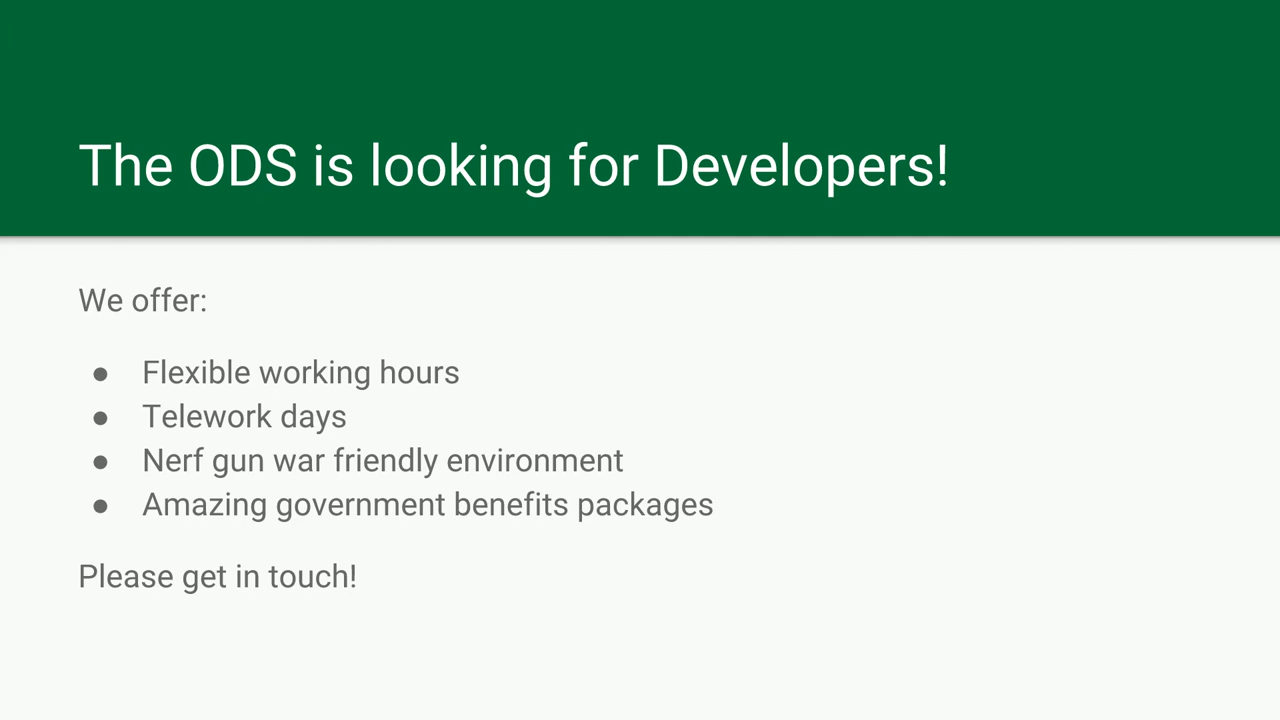 The ODS is looking for Developers!
We offer:
● Flexible working hours
● Telework days
● Nerf gun war friendly environment
● Amazing government benefits packages
Please get in touch!